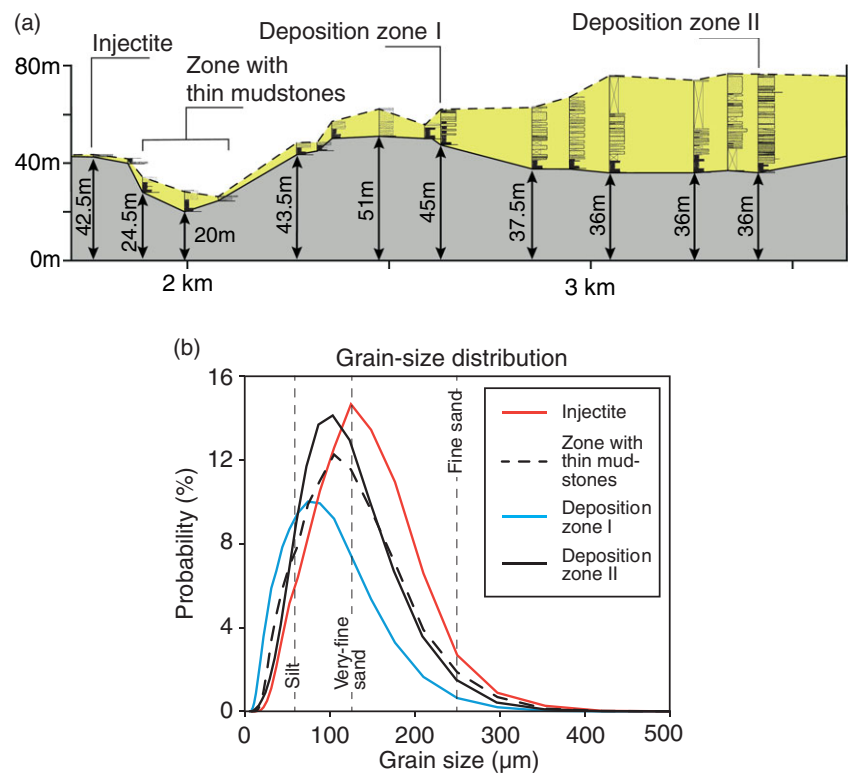 (a)
Injectite
Zone with
thin mudstones
Deposition zone I
Deposition zone II
80m
40m
0m
42.5m
24.5m
20m
43.5m
51m
45m
37.5m
36m
36m
36m
2 km
3 km
(b)
Grain-size distribution
16
12
8
4
0
Probability (%)
Silt
Very-fine
sand
Fine sand
Injectite
Zone with
thin mud-
stones
Deposition
zone I
Deposition
zone II
0
100
200
300
400
500
Grain size (µm)